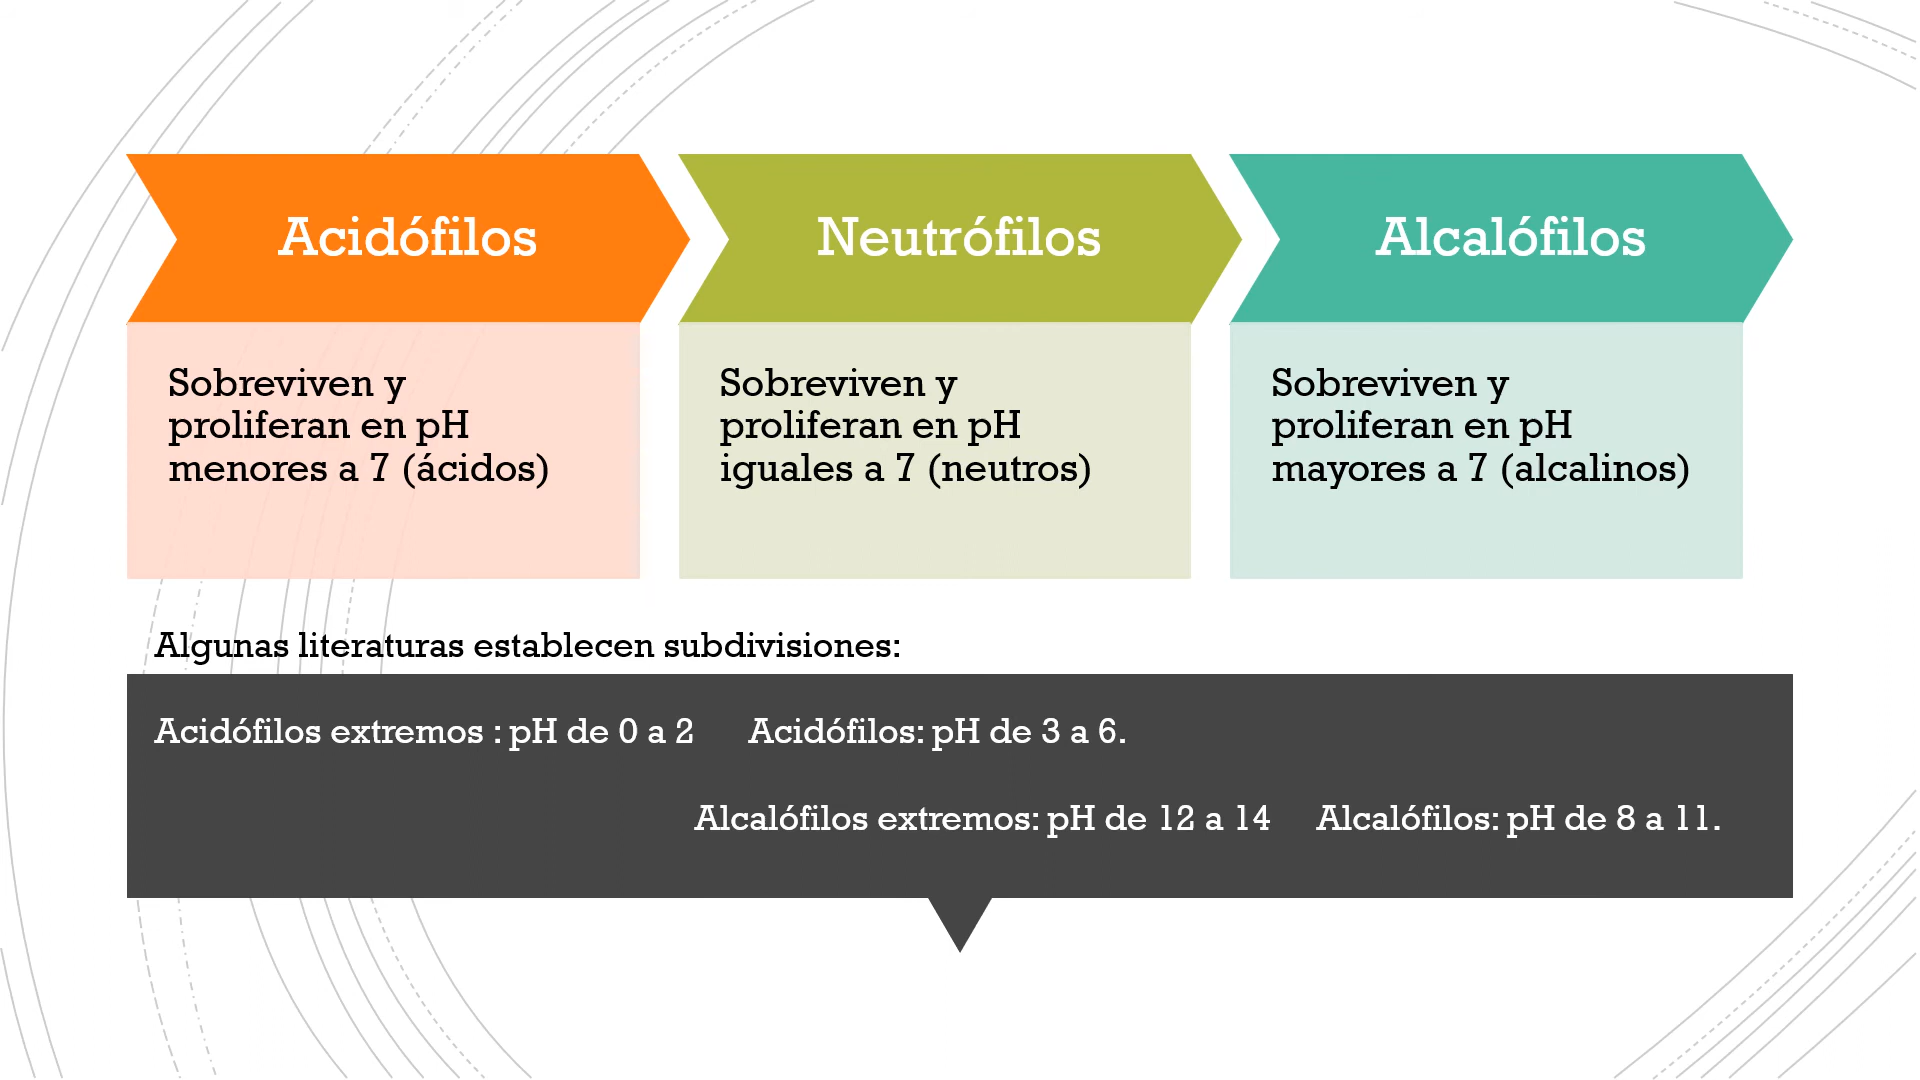 Acidófilos
Sobreviven y
proliferan en pH
menores a 7 (ácidos)
Neutrófilos
Sobreviven y
proliferan en pH
iguales a 7 (neutros)
Alcalófilos
Sobreviven y
proliferan en pH
mayores a 7 (alcalinos)
Algunas literaturas establecen subdivisiones:
Acidófilos extremos : pH de 0 a 2 Acidófilos: pH de 3 a 6.
Alcalófilos extremos: pH de 12 a 14 Alcalófilos: pH de 8 a 11.